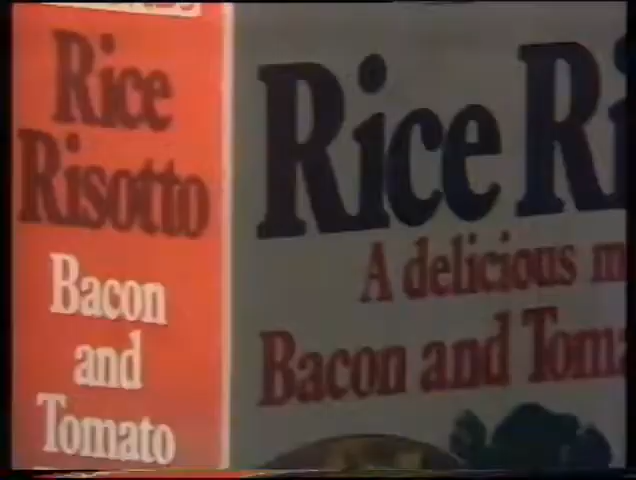 Rice
Risotto
Bacon
and
Tomato
Rice Ri
A delicious m
Bacon and Toma